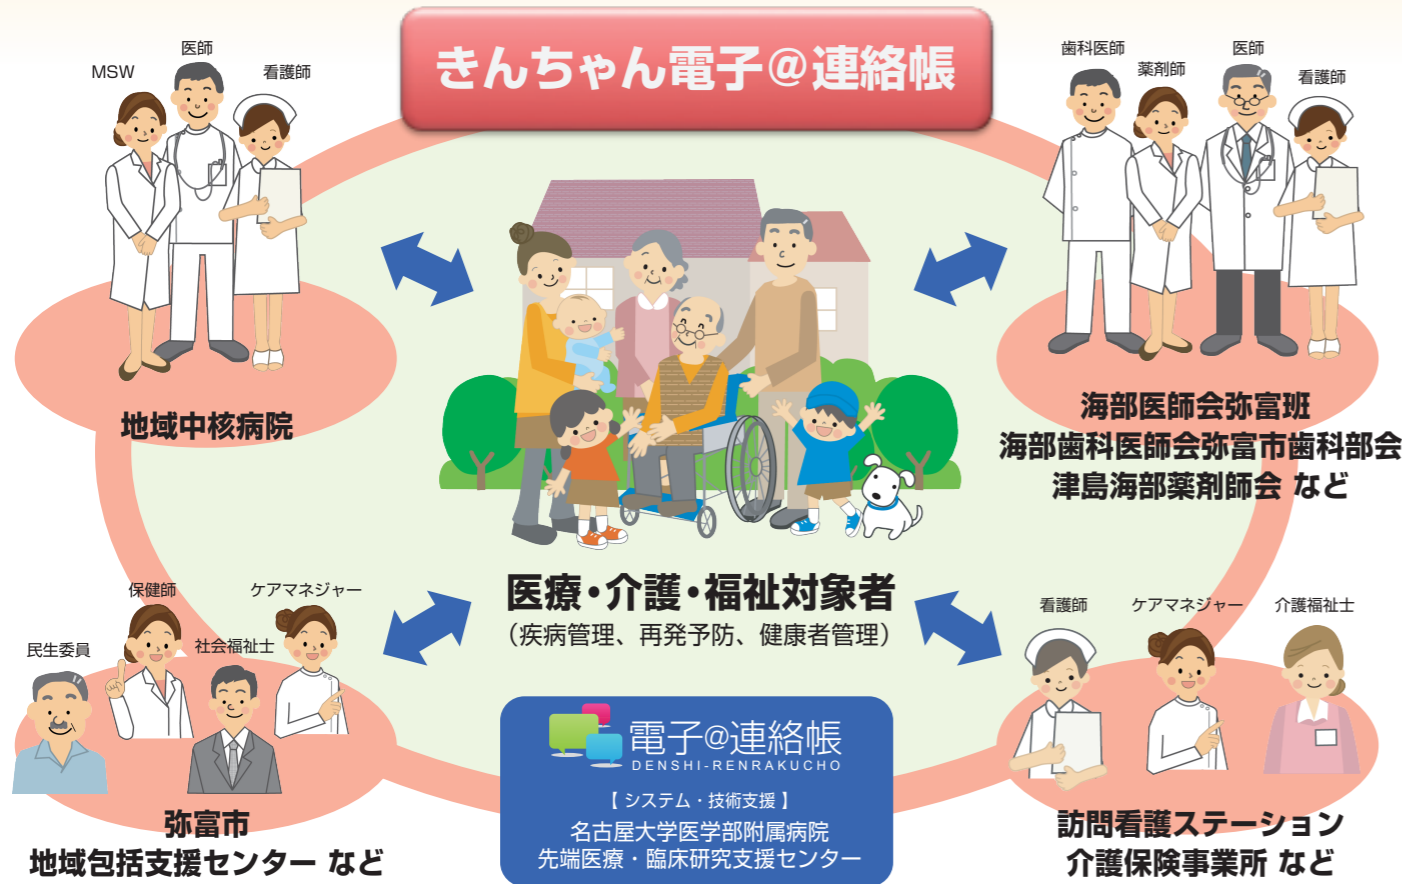 きんちゃん電子＠連絡帳
MSW
医師
看護師
地域中核病院
歯科医師
薬剤師
医師
看護師
海部医師会弥富班
海部歯科医師会弥富市歯科部会
津島海部薬剤師会 など
医療・介護・福祉対象者
（疾病管理、再発予防、健康者管理）
民生委員
保健師
社会福祉士
ケアマネジャー
弥富市
地域包括支援センター など
看護師
ケアマネジャー
介護福祉士
訪問看護ステーション
介護保険事業所 など
電子@連絡帳
DENSHI-RENRAKUCHO
【 システム・技術支援 】
名古屋大学医学部附属病院
先端医療・臨床研究支援センター